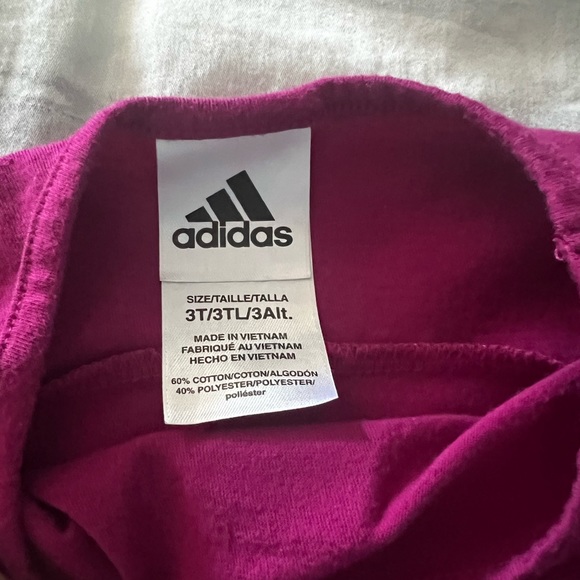 adidas
SIZE/TAILLE/TALLA
3T/3TL/3Alt.
MADE IN VIETNAM
FABRIQUÉ AU VIETNAM
HECHO EN VIETNAM
60% COTTON/COTON/ALGODÓN
40% POLYESTER/POLYESTER/
poliéster